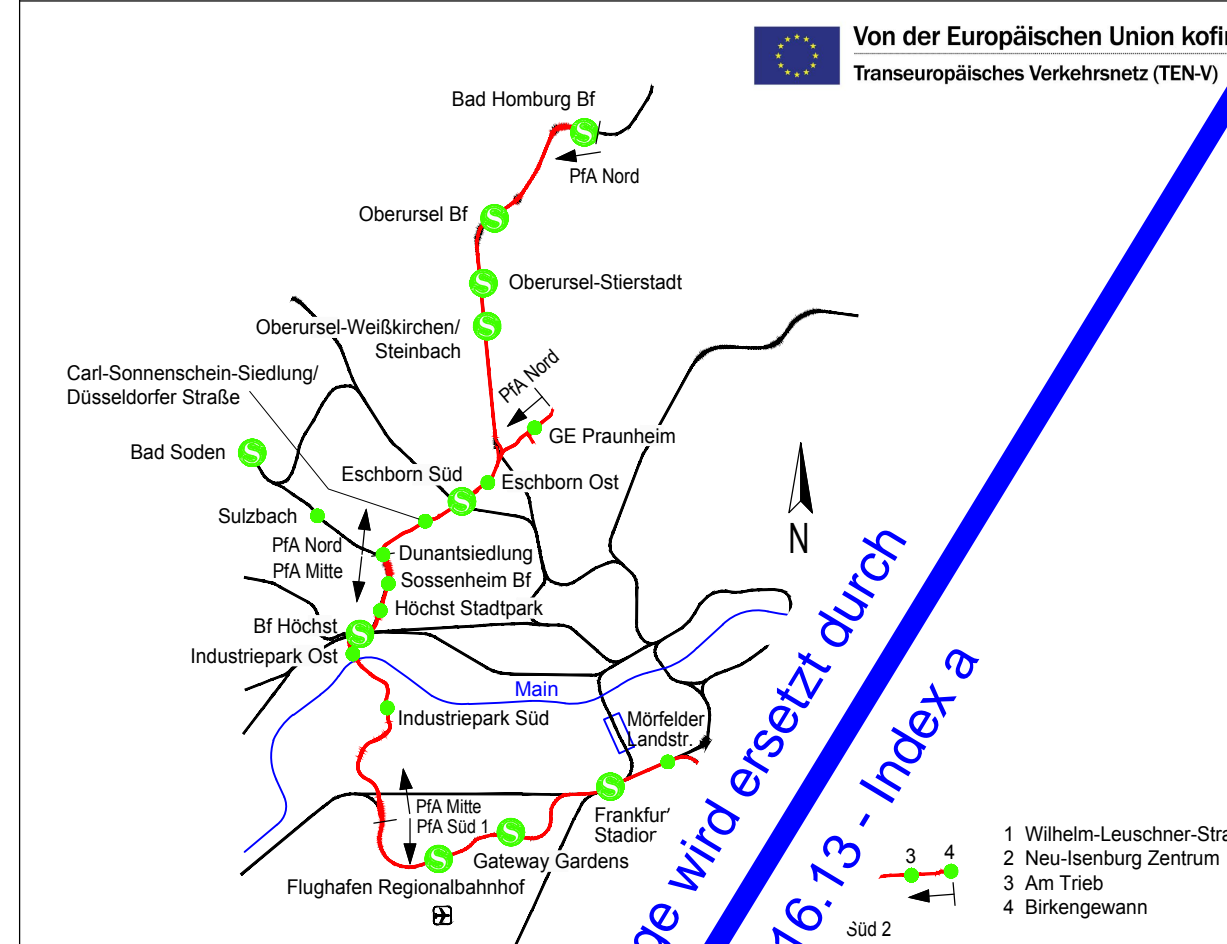 Von der Europäischen Union
Transeuropäisches Verkehrsnetz (TEN-V)
Bad Homburg Bf
PfA Nord
Oberursel Bf
Oberursel-Stierstadt
Oberursel-Weißkirchen/
Steinbach
PfA Nord
Carl-Sonnenschein-Siedlung/
Düsseldorfer Straße
GE Praunheim
Bad Soden
Eschborn Süd
Eschborn Ost
Sulzbach
PfA Nord
PfA Mitte
Dunantsiedlung
Sossenheim Bf
Höchst Stadtpark
Bf Höchst
Industriepark Ost
Main
Industriepark Süd
Mörfelder
Landstr.
N
PfA Mitte
PfA Süd 1
Gateway Gardens
Flughafen Regionalbahnhof
wird ersetzt durch
16.13 - Index a
3 4
Süd 2
1 Wilhelm-Leuschner-
2 Neu-Isenburg Zentrum
3 Am Trieb
4 Birkengewann